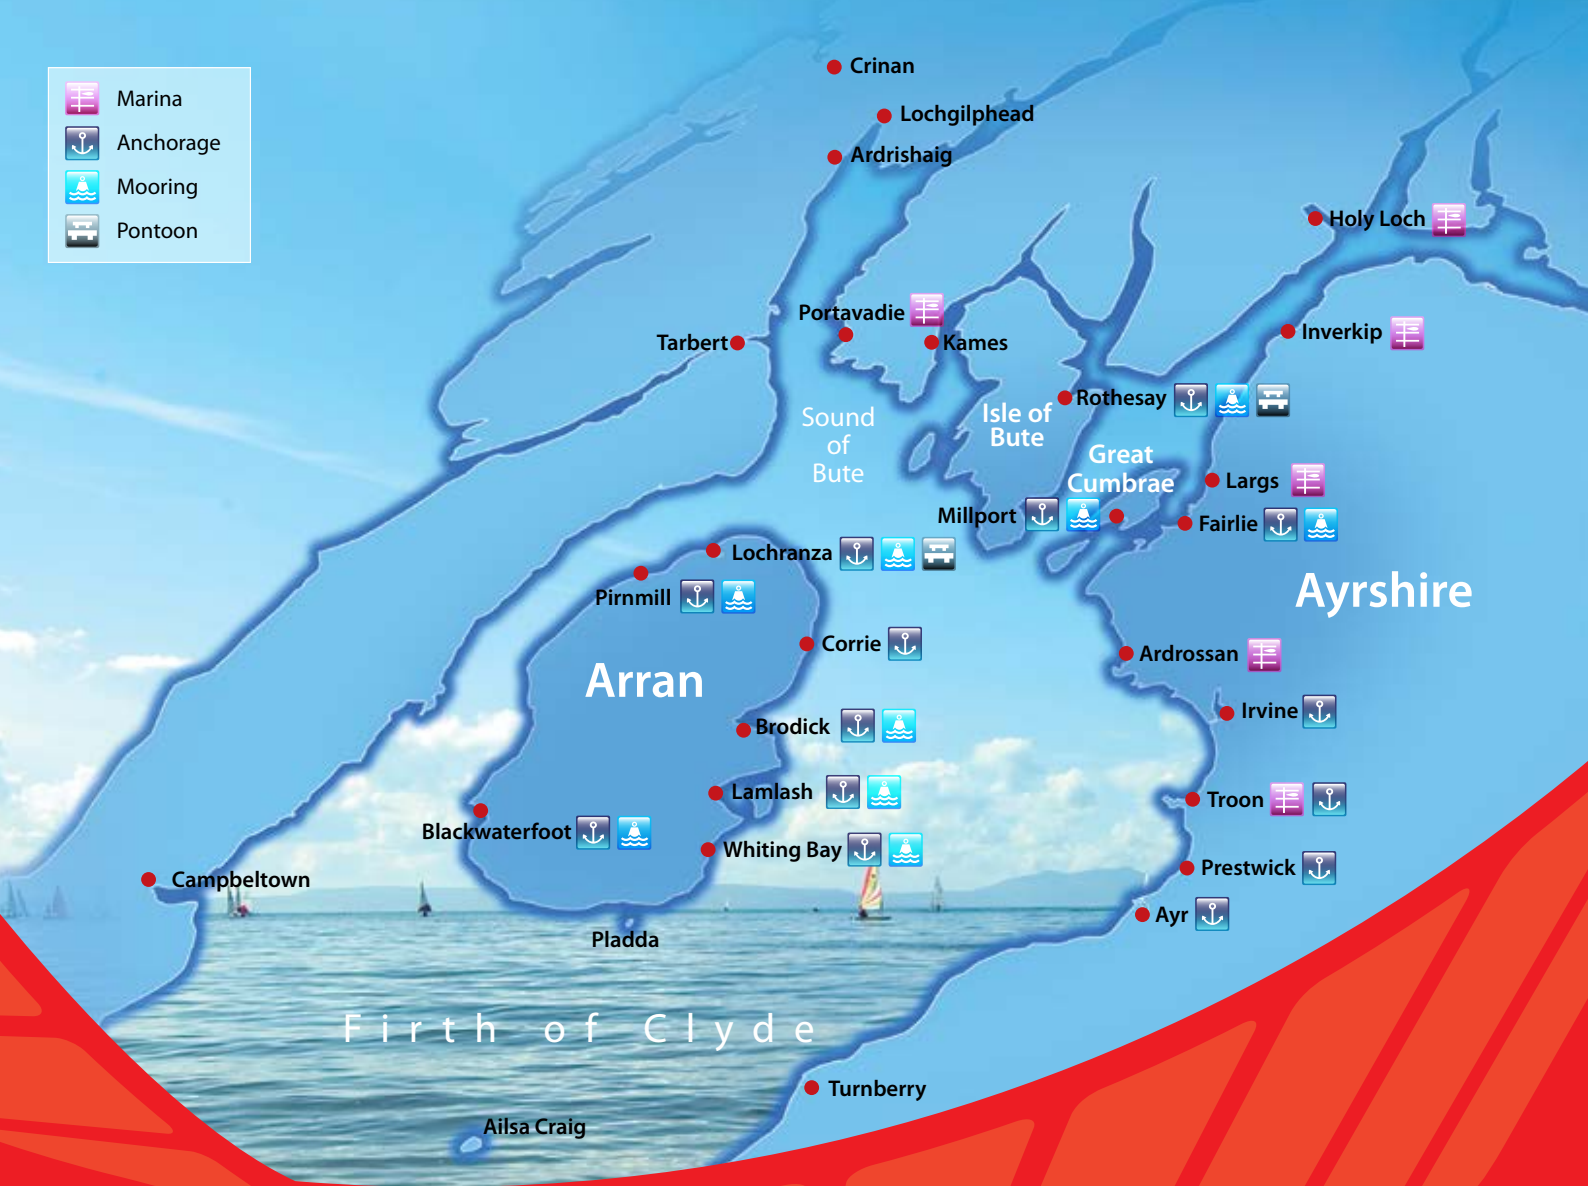 Marina
Anchorage
Mooring
Pontoon
Crinan
Lochgilphead
Ardrishaig
Holy Loch
Portavadie
Tarbert
Kames
Inverkip
Rothesay
Sound
of
Bute
Isle of
Bute
Great
Cumbrae
Largs
Millport
Fairlie
Lochranza
Pirnmill
Ayrshire
Corrie
Ardrossan
Arran
Irvine
Brodick
Lamlash
Troon
Blackwaterfoot
Whiting Bay
Prestwick
Campbeltown
Ayr
Pladda
Firth of Clyde
Turnberry
Ailsa Craig